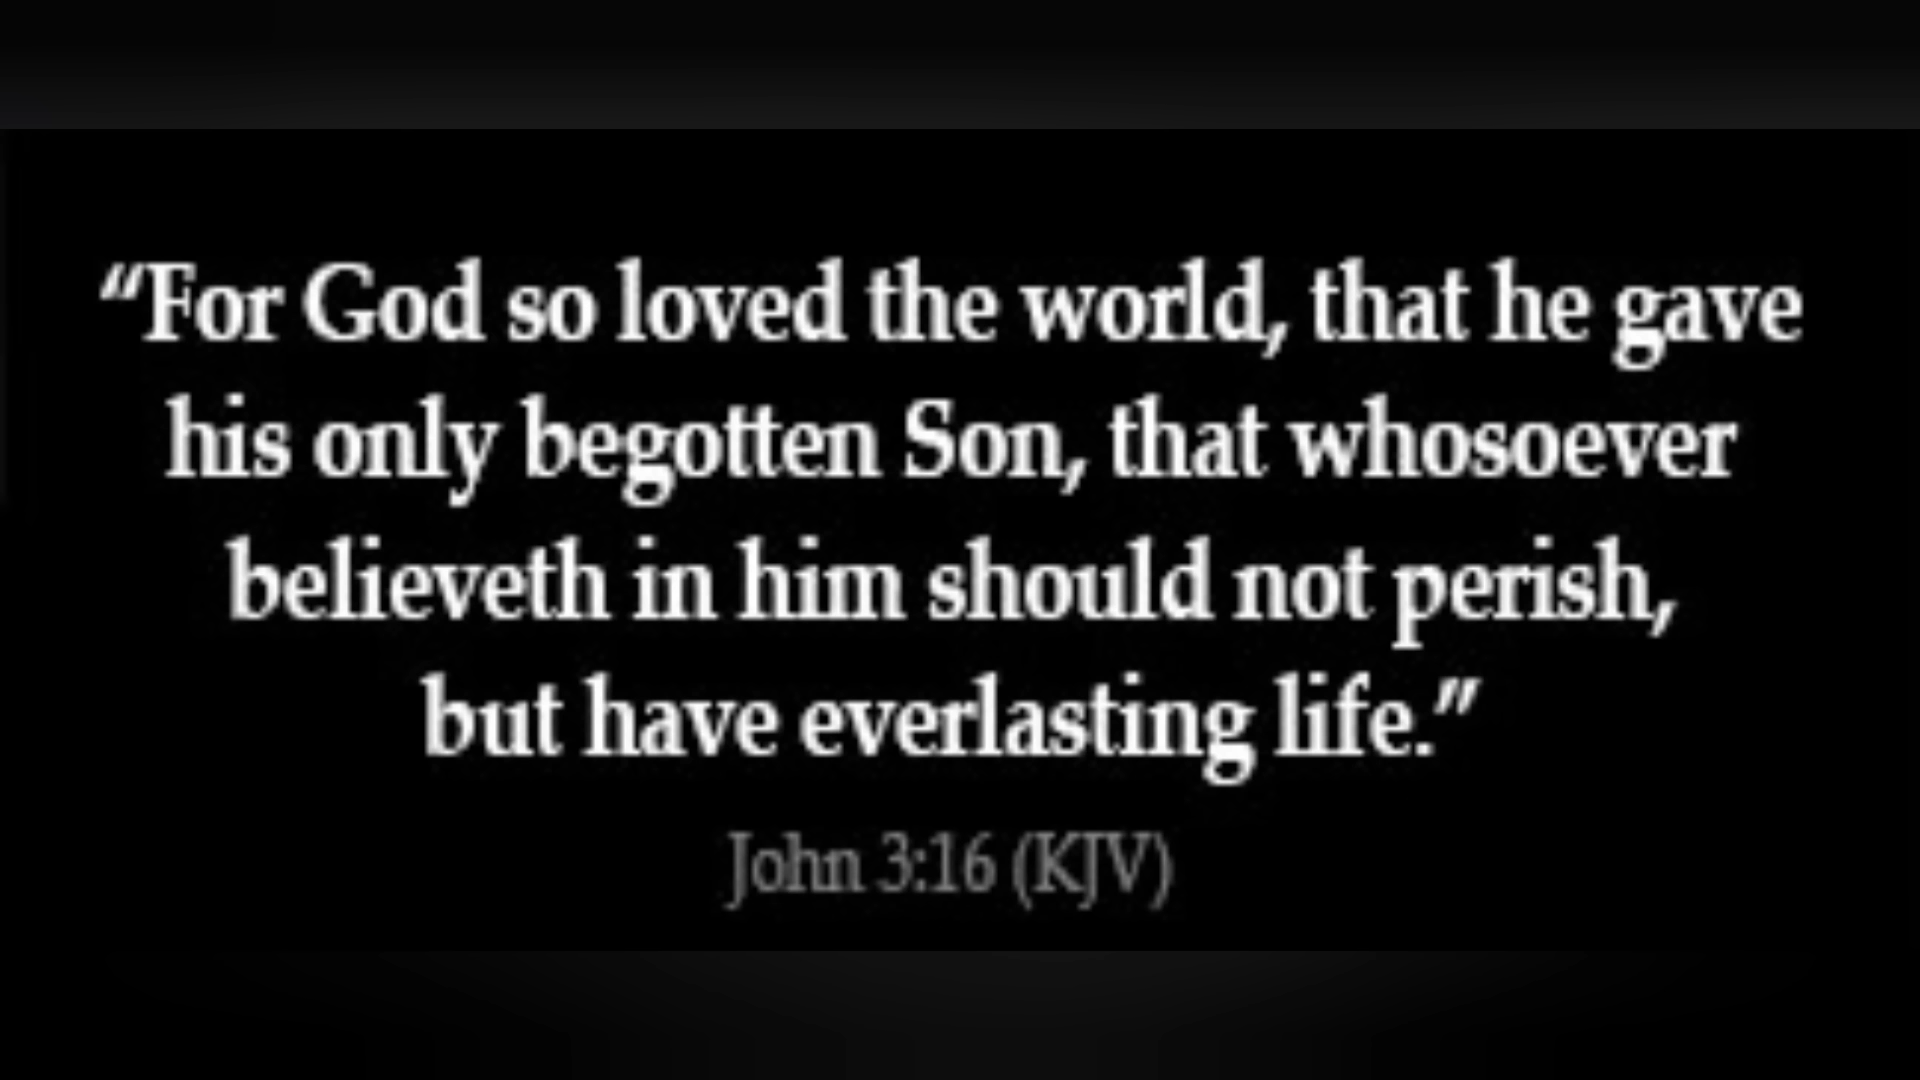 “For God so loved the world, that he gave
his only begotten Son, that whosoever
believeth in him should not perish,
but have everlasting life.”
John 3:16 (KJV)